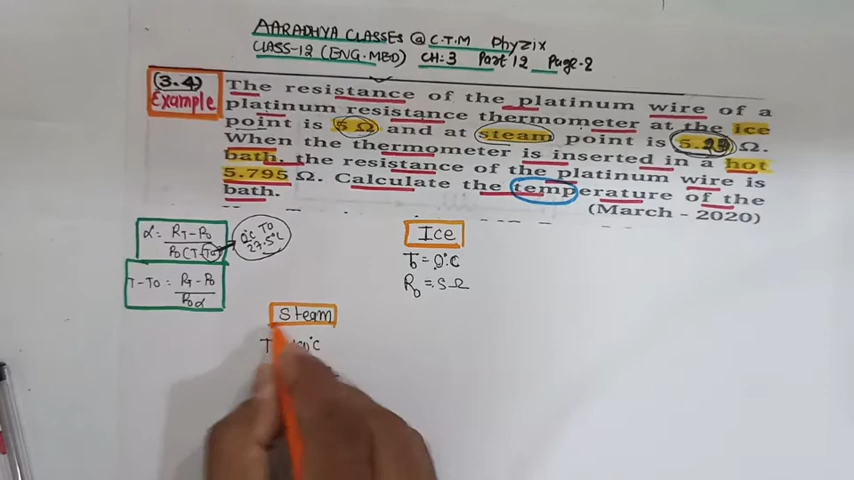 AARADHYA CLASSES @ C.T.M Phyzix
CLASS-12 (ENG.MED) CH:3 Part 12 Page-2
(3.4)
Example
The resistance of the platinum wire of a
platinum resistance thermometer at the ice
point is 5 Ω and at steam point is 5.23 Ω.
When the thermometer is inserted in a hot
bath, the resistance of the platinum wire is
5.795 Ω. Calculate the temperature of the
bath. (March - 2020)
α = RT - R0 / R0(T-T0)
0°C To
27.5°C
T-T0 = RT - R0 / R0α
Ice
T0 = 0°C
R0 = 5Ω
Steam